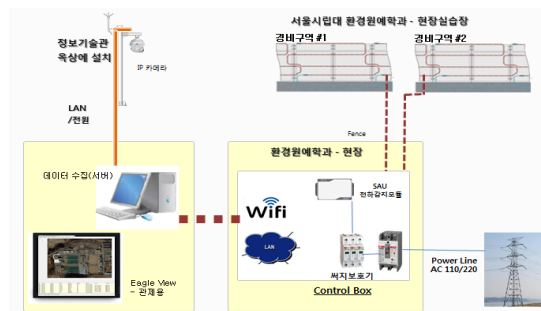 서울시립대 환경원예학과 - 현장실습장
경비구역 #1
경비구역 #2
정보기술관
옥상에 설치
IP 카메라
LAN
/전원
Fence
환경원예학과 - 현장
데이터 수집(서버)
SAU
전하감지모듈
Wifi
LAN
써지보호기
Power Line
AC 110/220
Eagle View
- 관제용
Control Box